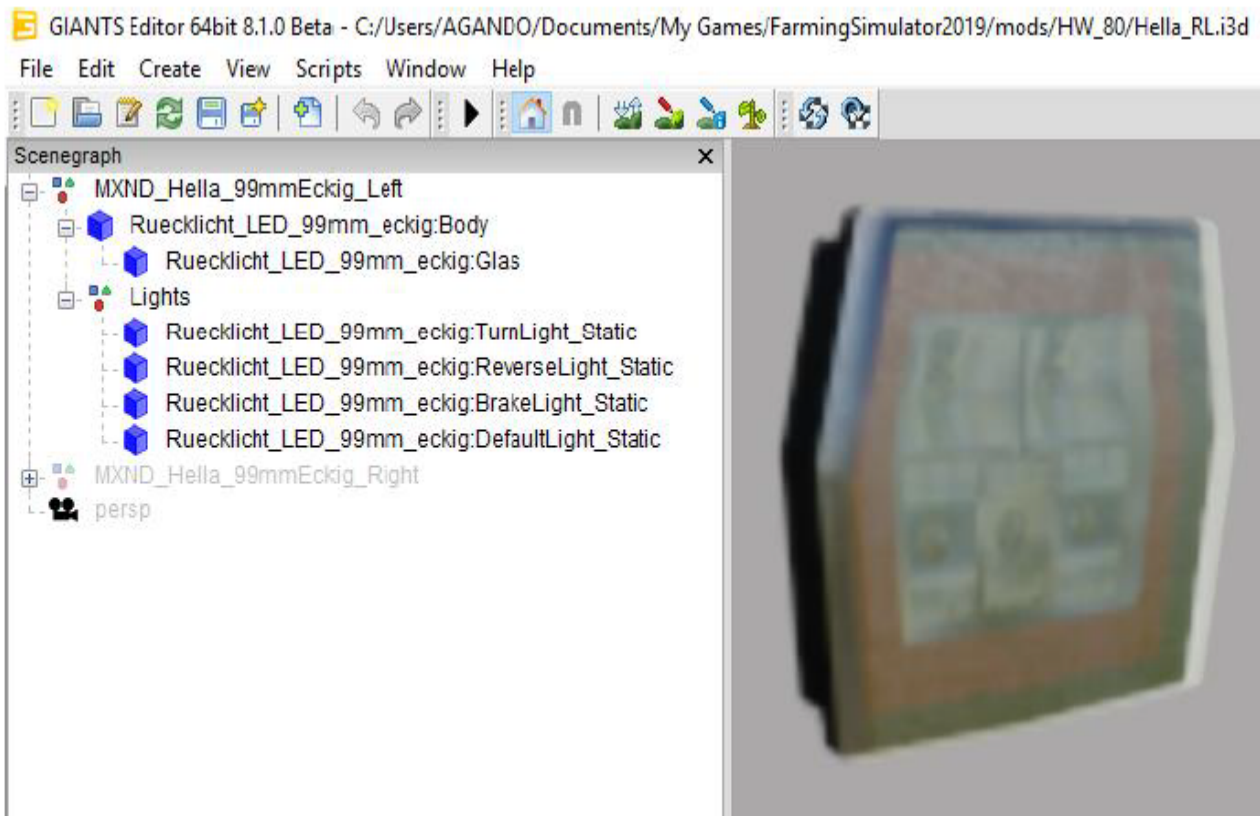 GIANTS Editor 64bit 8.1.0 Beta - C:/Users/AGANDO/Documents/My Games/FarmingSimulator2019/mods/HW_80/Hella_RL.i3d
File Edit Create View Scripts Window Help
Scenegraph
MXND_Hella_99mmEckig_Left
Ruecklicht_LED_99mm_eckig:Body
Ruecklicht_LED_99mm_eckig:Glas
Lights
Ruecklicht_LED_99mm_eckig:TurnLight_Static
Ruecklicht_LED_99mm_eckig:ReverseLight_Static
Ruecklicht_LED_99mm_eckig:BrakeLight_Static
Ruecklicht_LED_99mm_eckig:DefaultLight_Static
MXND_Hella_99mmEckig_Right
persp